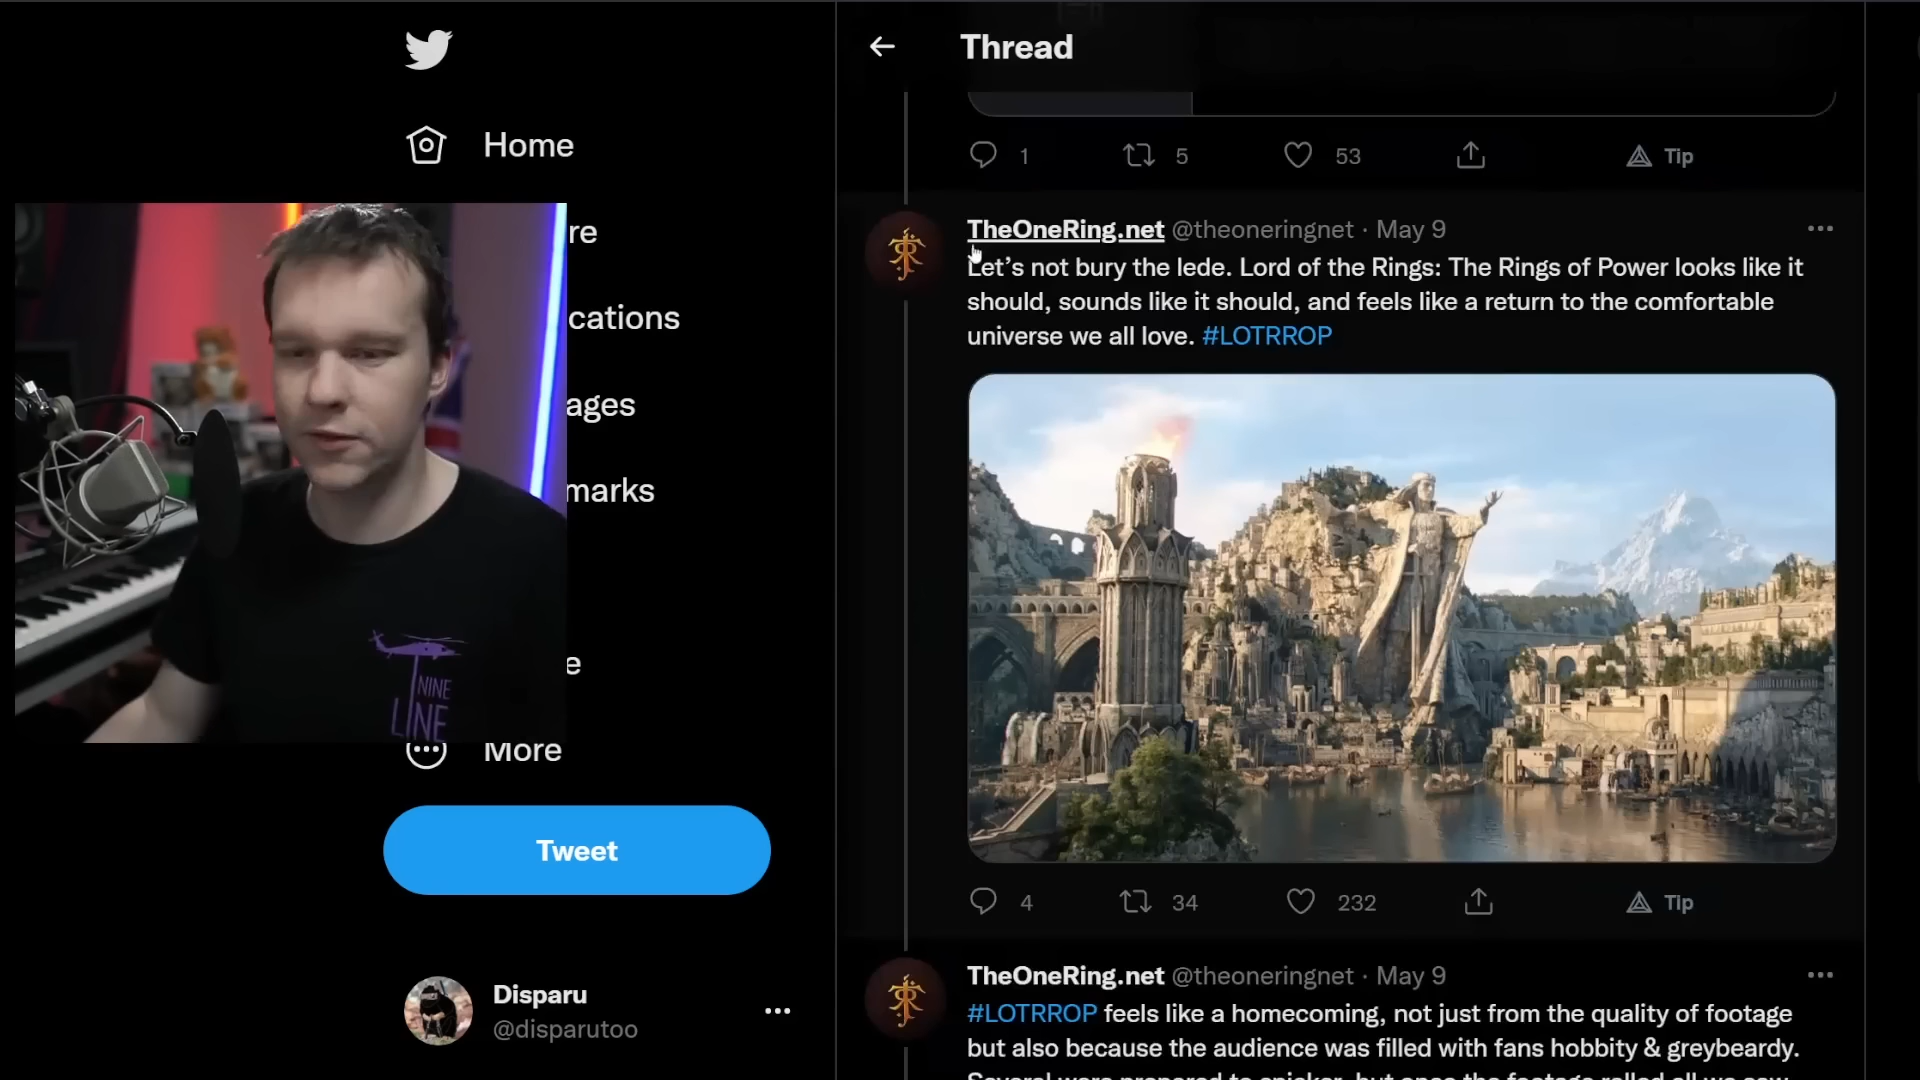 Thread
Home
1
5
53
Tip
re
TheOneRing.net @theoneringnet · May 9
Let’s not bury the lede. Lord of the Rings: The Rings of Power looks like it
should, sounds like it should, and feels like a return to the comfortable
universe we all love. #LOTRROP
cations
ages
marks
e
NINE
LINE
More
Tweet
4
34
232
Tip
Disparu
@disparutoo
TheOneRing.net @theoneringnet · May 9
#LOTRROP feels like a homecoming, not just from the quality of footage
but also because the audience was filled with fans hobbity & greybeardy.